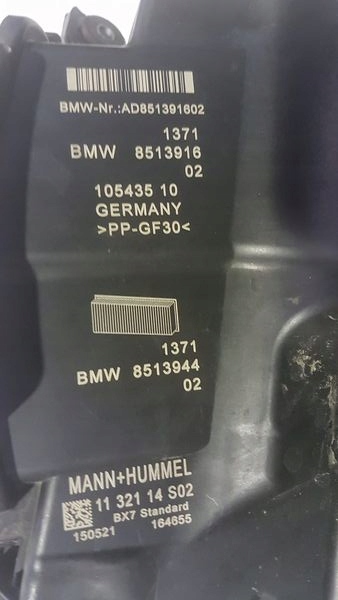 BMW-Nr.:AD851391602
1371
BMW 8513916
02
105435 10
GERMANY
>PP-GF30<
1371
BMW 8513944
02
MANN+HUMMEL
11 321 14 S02
BX7 Standard
150521 164655